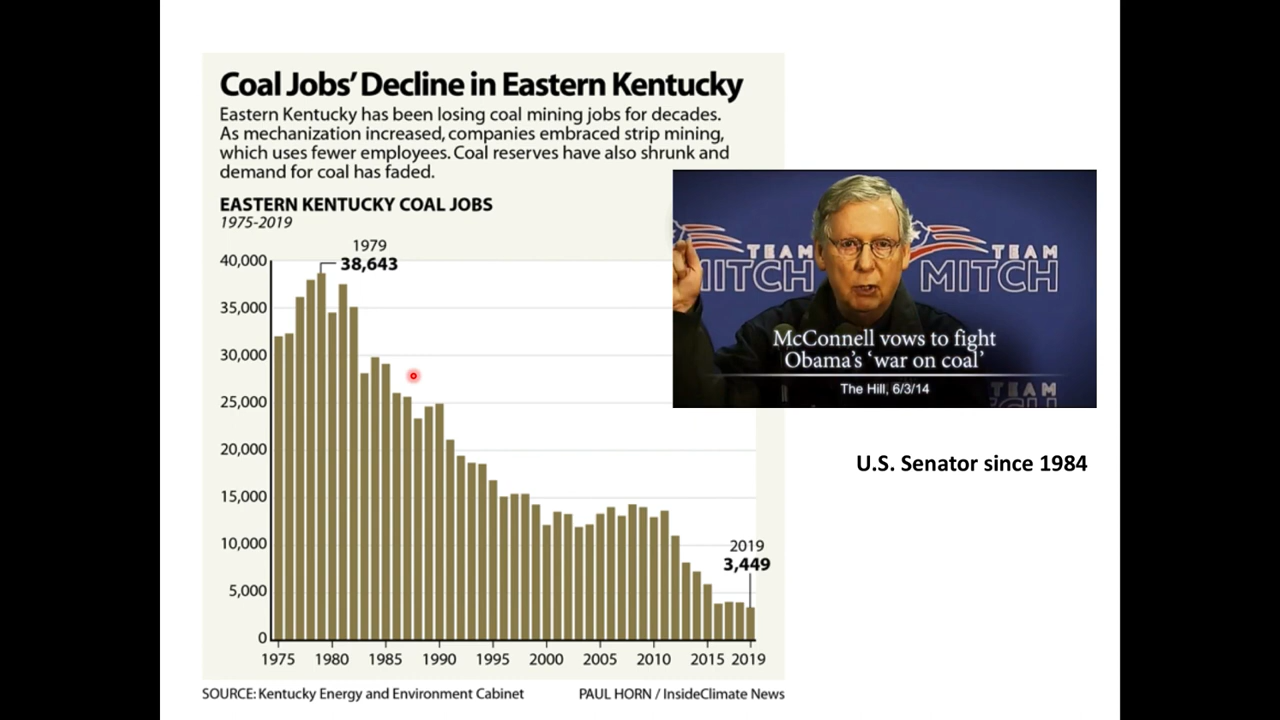 Coal Jobs’ Decline in Eastern Kentucky
Eastern Kentucky has been losing coal mining jobs for decades.
As mechanization increased, companies embraced strip mining,
which uses fewer employees. Coal reserves have also shrunk and
demand for coal has faded.
EASTERN KENTUCKY COAL JOBS
1975-2019
1979
38,643
40,000
35,000
30,000
25,000
20,000
15,000
10,000
5,000
0
2019
3,449
1975 1980 1985 1990 1995 2000 2005 2010 2015 2019
SOURCE: Kentucky Energy and Environment Cabinet
PAUL HORN / InsideClimate News
TEAM
MITCH
TEAM
MITCH
McConnell vows to fight
Obama’s ‘war on coal’
The Hill, 6/3/14
TEAM
U.S. Senator since 1984